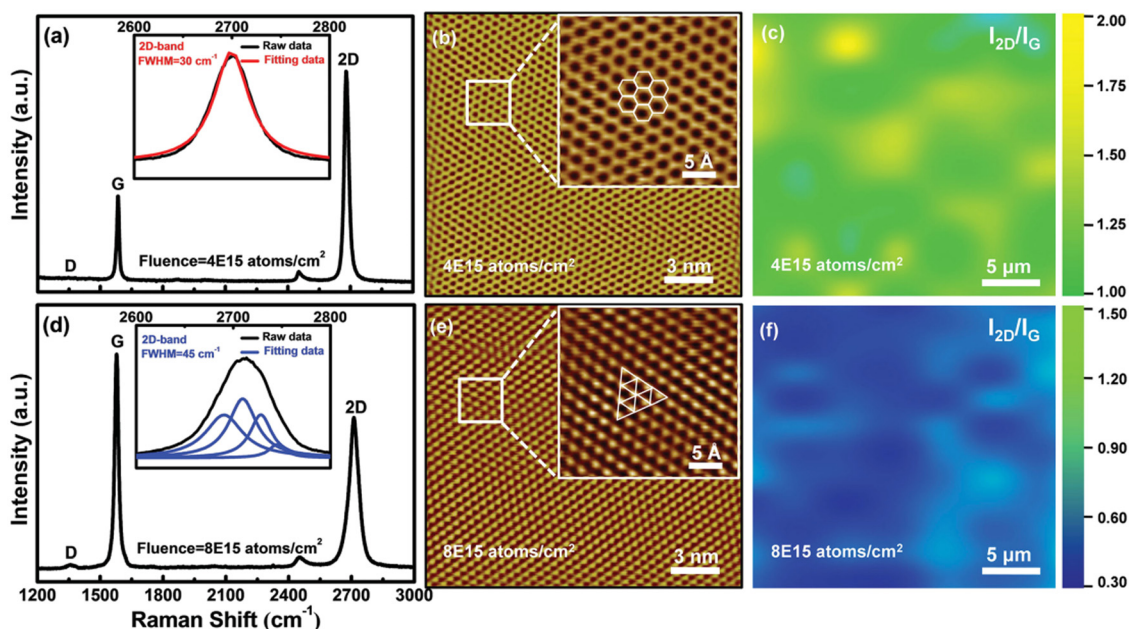 2600 2700 2800
(a)
2D-band
FWHM=30 cm⁻¹
Raw data
Fitting data
2D
G
D
Fluence=4E15 atoms/cm²
Intensity (a.u.)
(b)
5 Å
4E15 atoms/cm²
3 nm
(c)
I2D/IG
4E15 atoms/cm²
5 µm
2.00
1.75
1.50
1.25
1.00
2600 2700 2800
(d)
G
2D-band
FWHM=45 cm⁻¹
Raw data
Fitting data
2D
D
Fluence=8E15 atoms/cm²
Intensity (a.u.)
1200 1500 1800 2100 2400 2700 3000
Raman Shift (cm⁻¹)
(e)
5 Å
8E15 atoms/cm²
3 nm
(f)
I2D/IG
8E15 atoms/cm²
5 µm
1.50
1.20
0.90
0.60
0.30